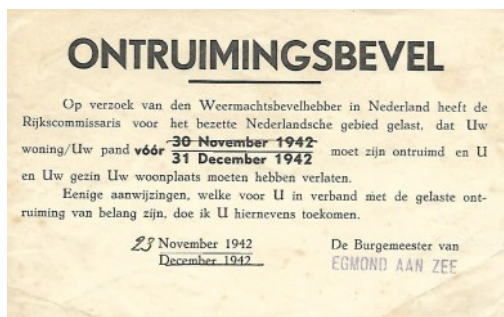 ONTRUIMINGSBEVEL
Op verzoek van den Weermachtsbevelhebber in Nederland heeft de
Rijkscommissaris voor het bezette Nederlandsche gebied gelast, dat Uw
woning/Uw pand vóór 30 November 1942 moet zijn ontruimd en U
31 December 1942
en Uw gezin Uw woonplaats moeten hebben verlaten.
Eenige aanwijzingen, welke voor U in verband met de gelaste ont-
ruiming van belang zijn, doe ik U hiernevens toekomen.
23 November 1942 De Burgemeester van
December 1942 EGMOND AAN ZEE